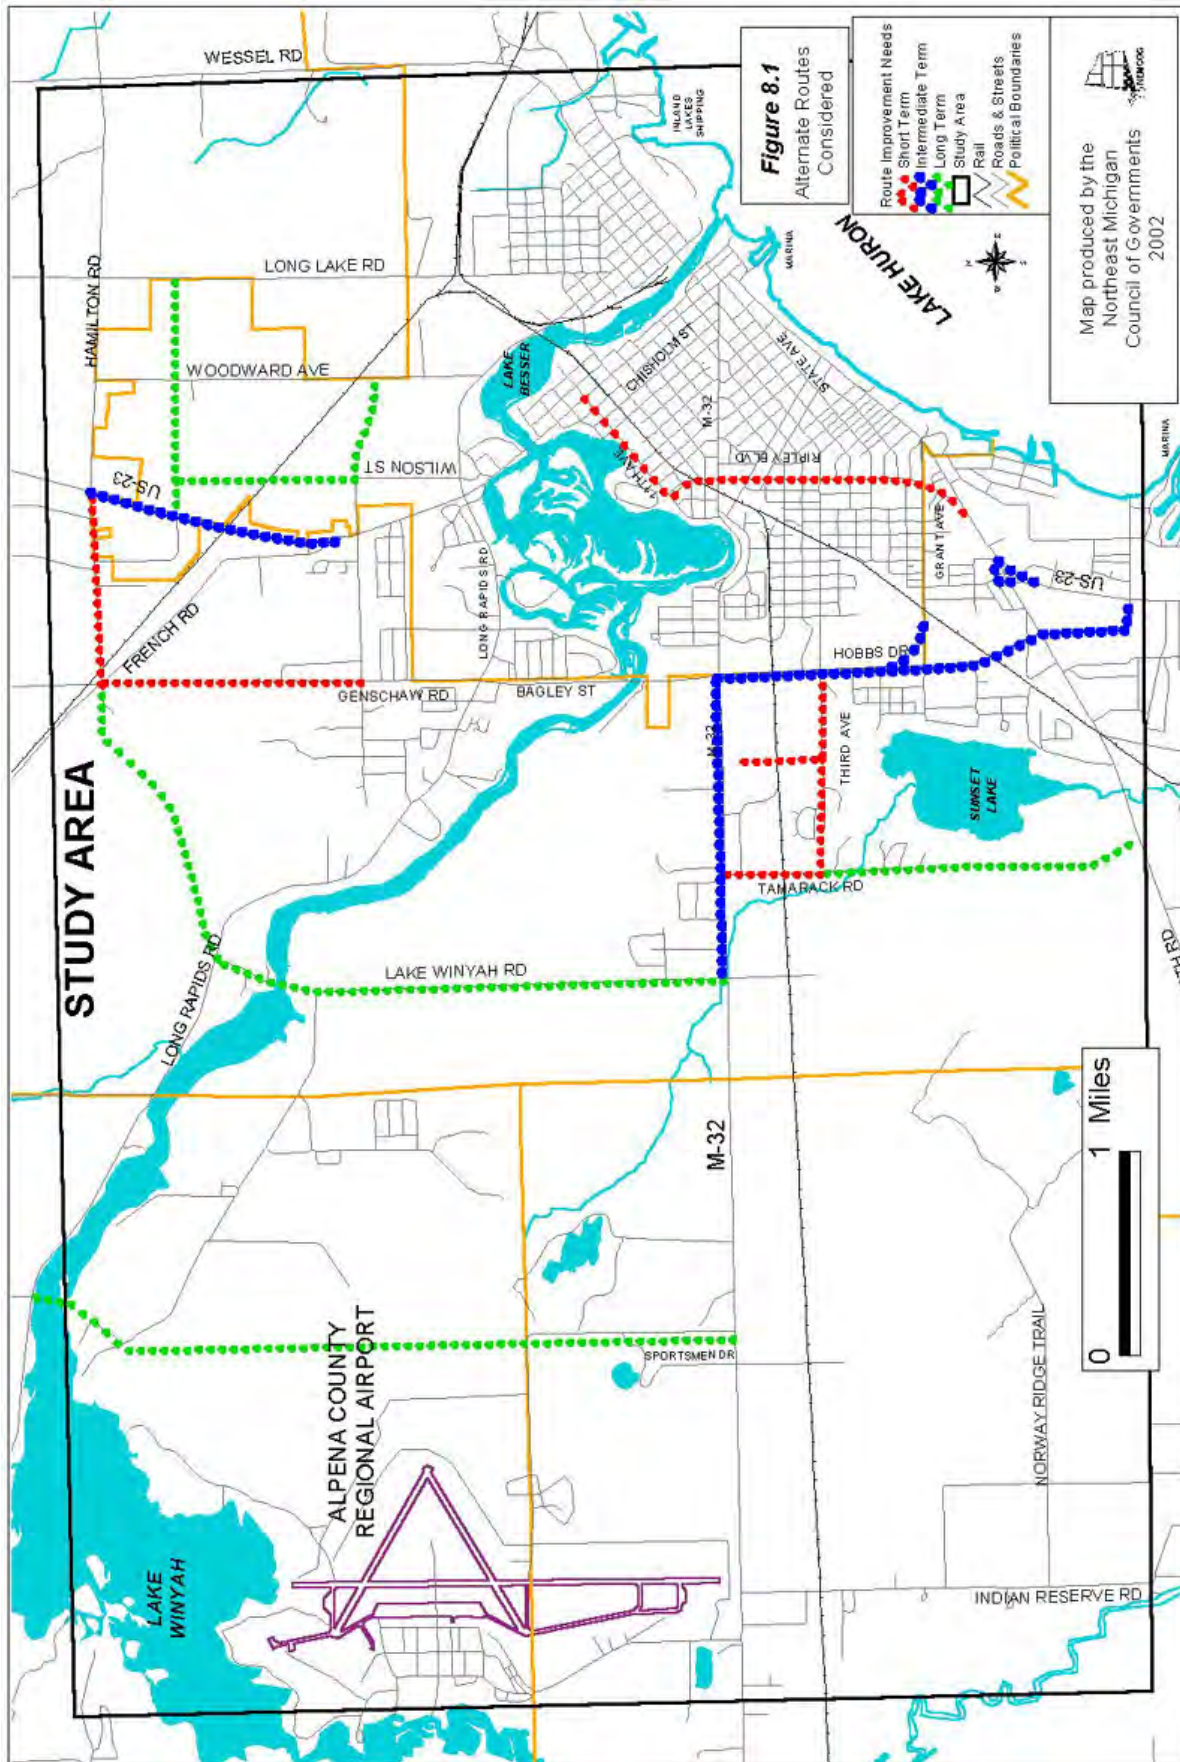 WESSEL RD
HAMILTON RD
LONG LAKE RD
WOODWARD AVE
US-23
WILSON ST
FRENCH RD
LONG RAPIDS RD
GENSCHAW RD
BAGLEY ST
STUDY AREA
LONG RAPIDS RD
LAKE WINYAH RD
LAKE
BESSER
CHISHOLM ST
STATE AVE
M-32
RIPLEY BLVD
11TH AVE
GRANT AVE
US-23
HOBBS DR
M-32
THIRD AVE
SUNSET
LAKE
TAMARACK RD
M-32
INLAND
LAKES
SHIPPING
MARINA
LAKE HURON
MARINA
ALPENA COUNTY
REGIONAL AIRPORT
SPORTSMEN DR
LAKE
WINYAH
NORWAY RIDGE TRAIL
INDIAN RESERVE RD
TH RD
0 1 Miles
Figure 8.1
Alternate Routes
Considered
Route Improvement Needs
Short Term
Intermediate Term
Long Term
Study Area
Rail
Roads & Streets
Political Boundaries
N
E
S
W
Map produced by the
Northeast Michigan
Council of Governments
2002
NEMCOG